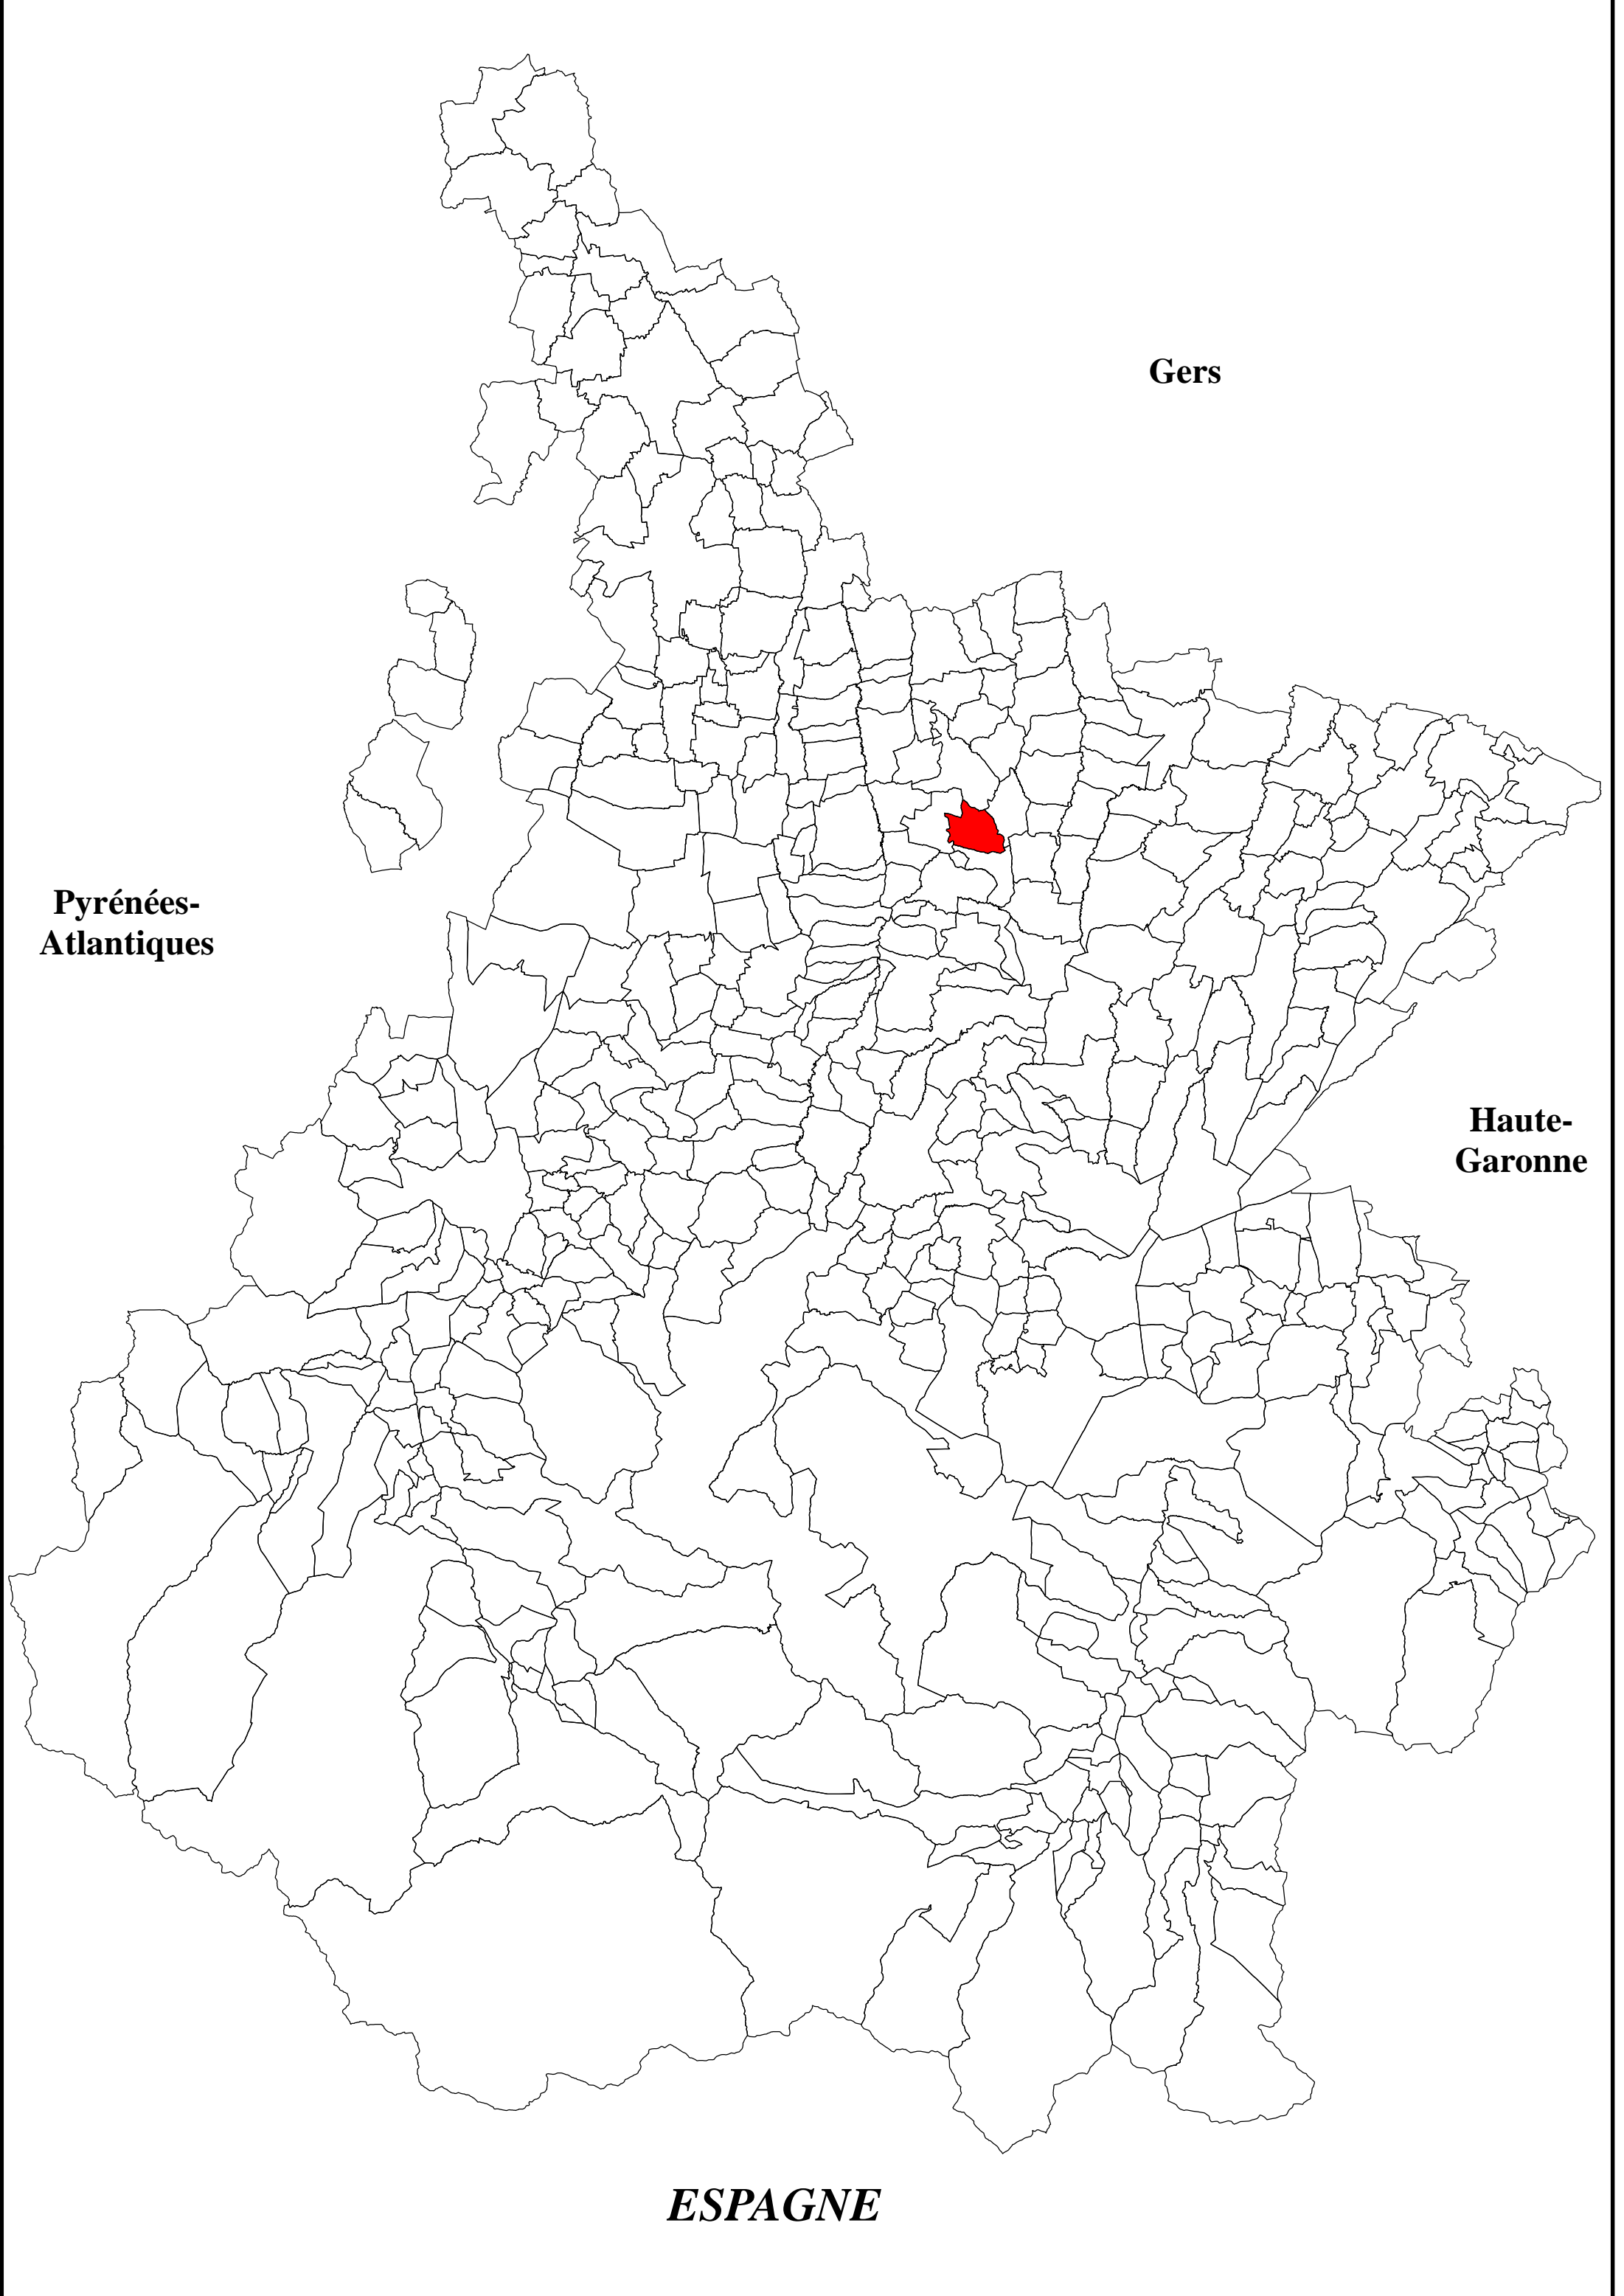 Gers
Pyrénées-
Atlantiques
Haute-
Garonne
ESPAGNE